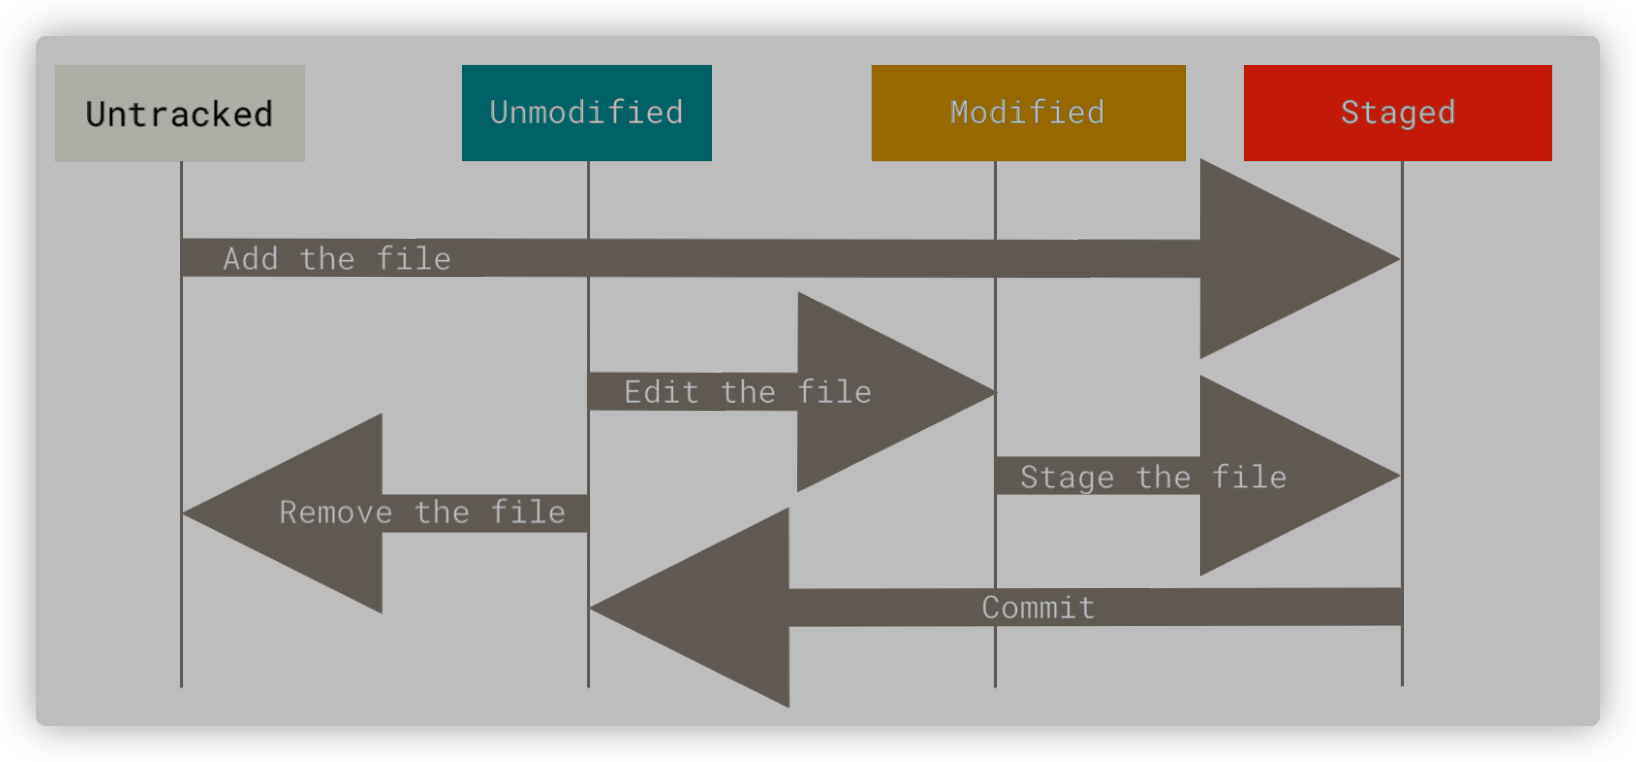 Untracked
Unmodified
Modified
Staged
Add the file
Edit the file
Stage the file
Remove the file
Commit